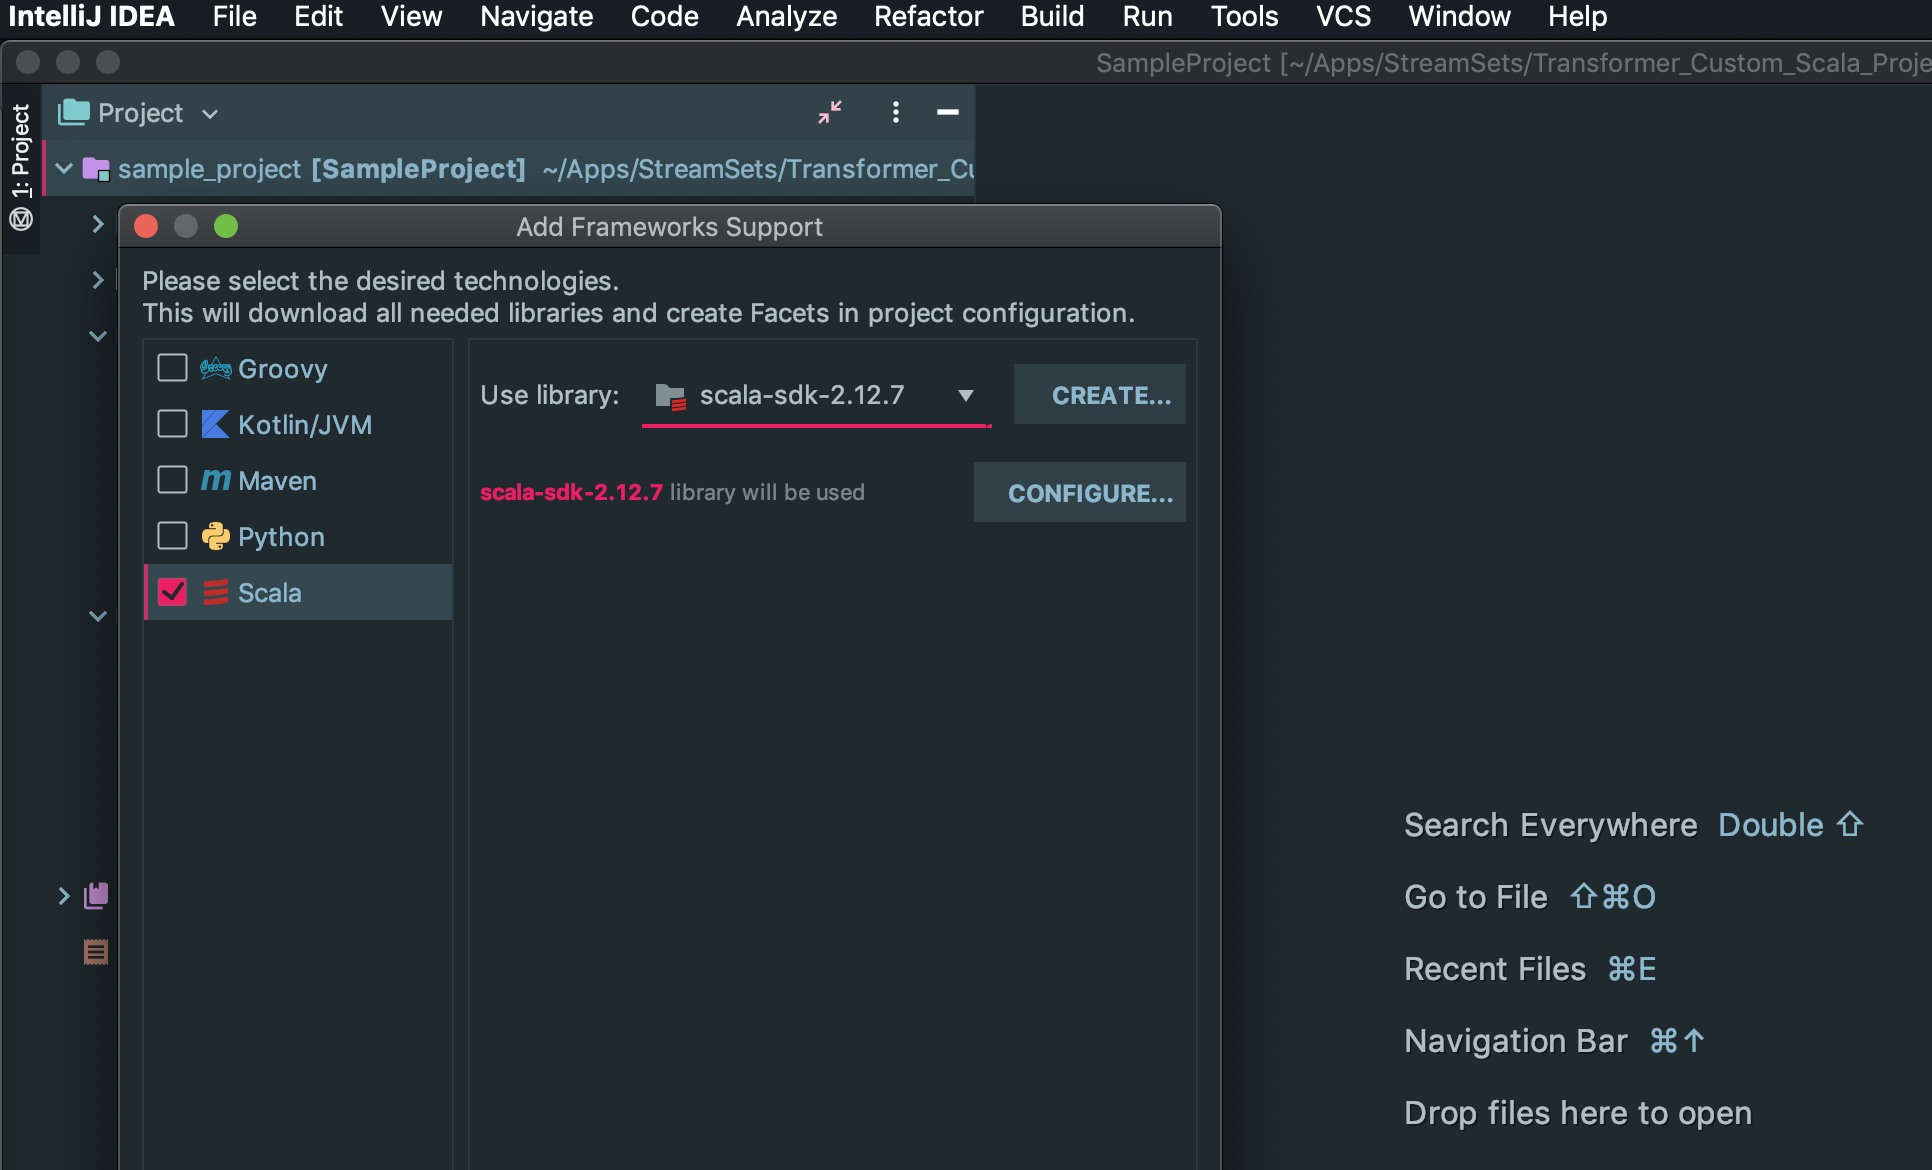 IntelliJ IDEA File Edit View Navigate Code Analyze Refactor Build Run Tools VCS Window Help
SampleProject [~/Apps/StreamSets/Transformer_Custom_Scala_Proje
1: Project
Project
sample_project [SampleProject] ~/Apps/StreamSets/Transformer_Cu
Add Frameworks Support
Please select the desired technologies.
This will download all needed libraries and create Facets in project configuration.
Groovy
Kotlin/JVM
Maven
Python
Scala
Use library: scala-sdk-2.12.7 CREATE...
scala-sdk-2.12.7 library will be used CONFIGURE...
Search Everywhere Double ⇧
Go to File ⇧⌘O
Recent Files ⌘E
Navigation Bar ⌘↑
Drop files here to open